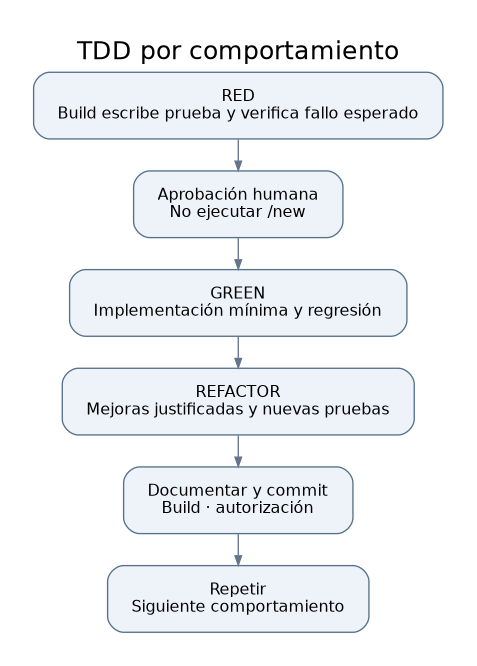 TDD por comportamiento
RED
Build escribe prueba y verifica fallo esperado
Aprobación humana
No ejecutar /new
GREEN
Implementación mínima y regresión
REFACTOR
Mejoras justificadas y nuevas pruebas
Documentar y commit
Build · autorización
Repetir
Siguiente comportamiento